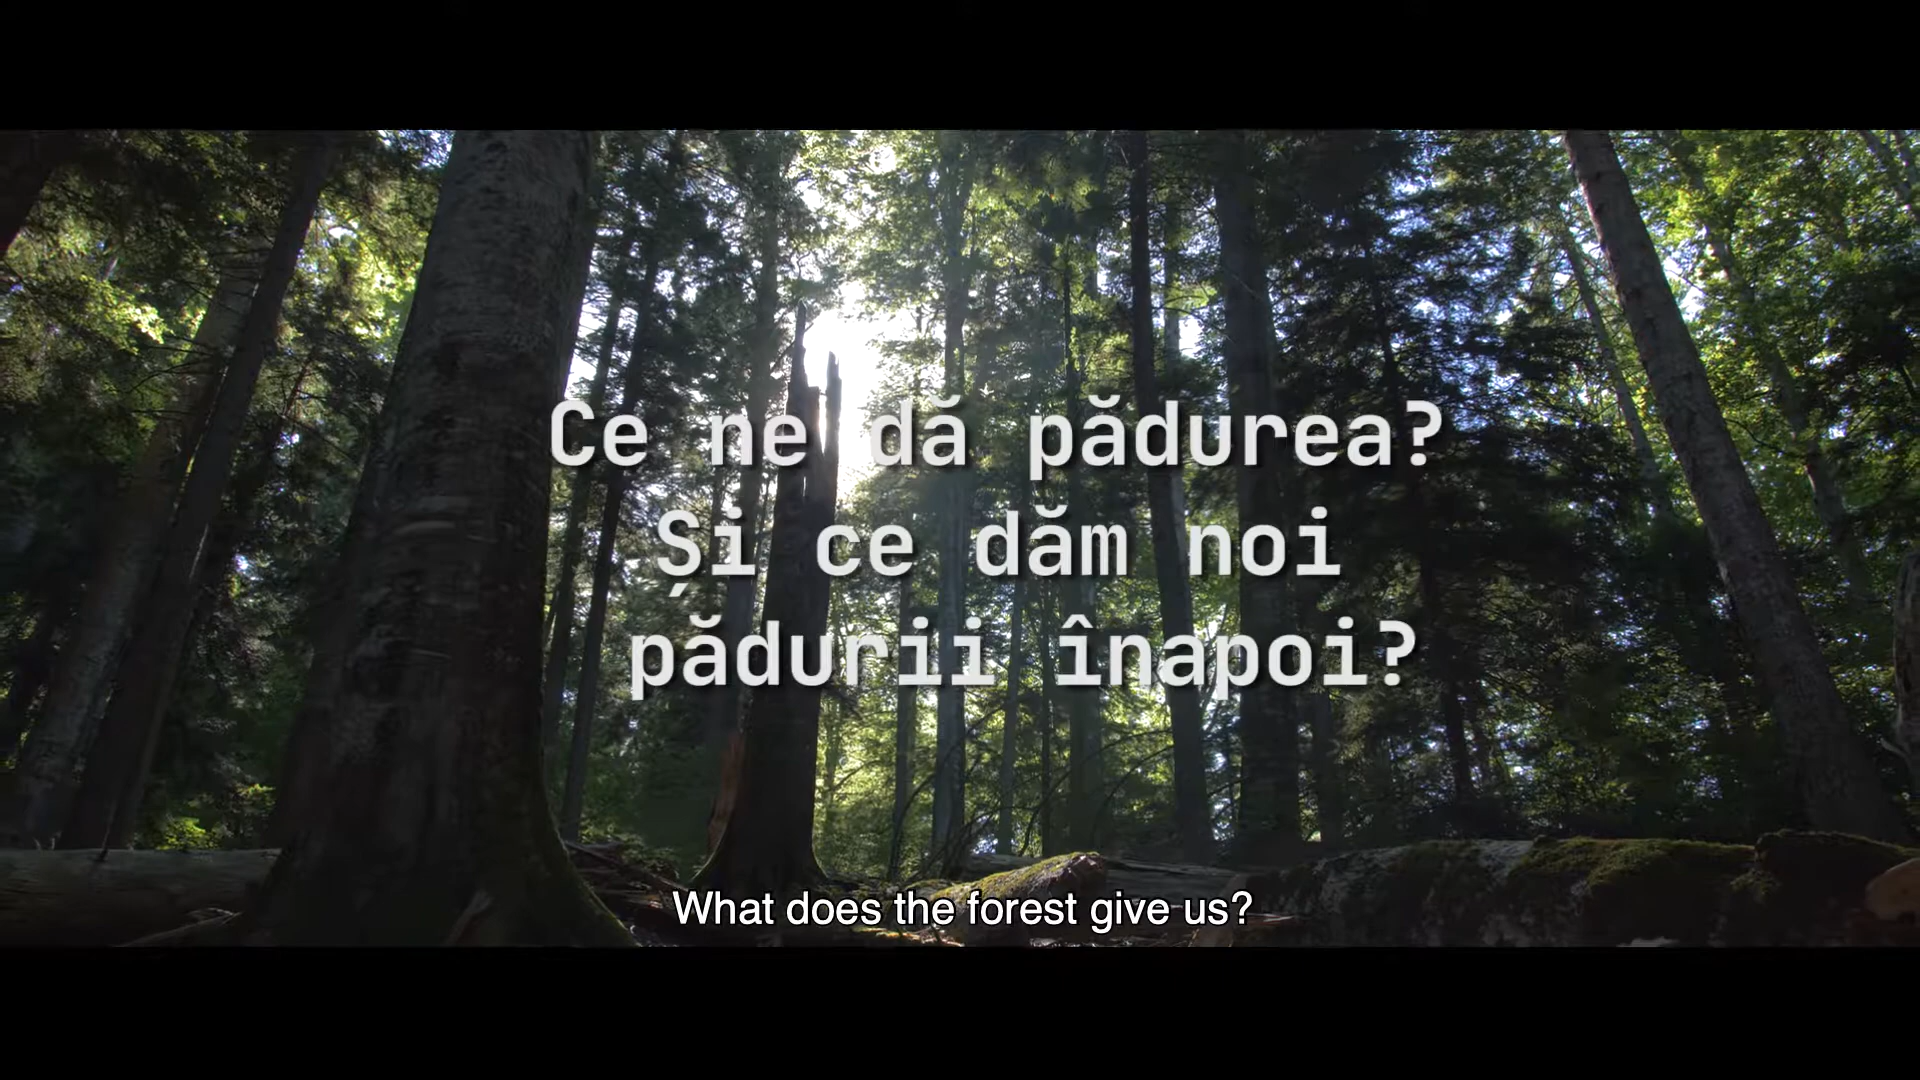 Ce ne dă pădurea?
Și ce dăm noi
pădurii înapoi?
What does the forest give us?